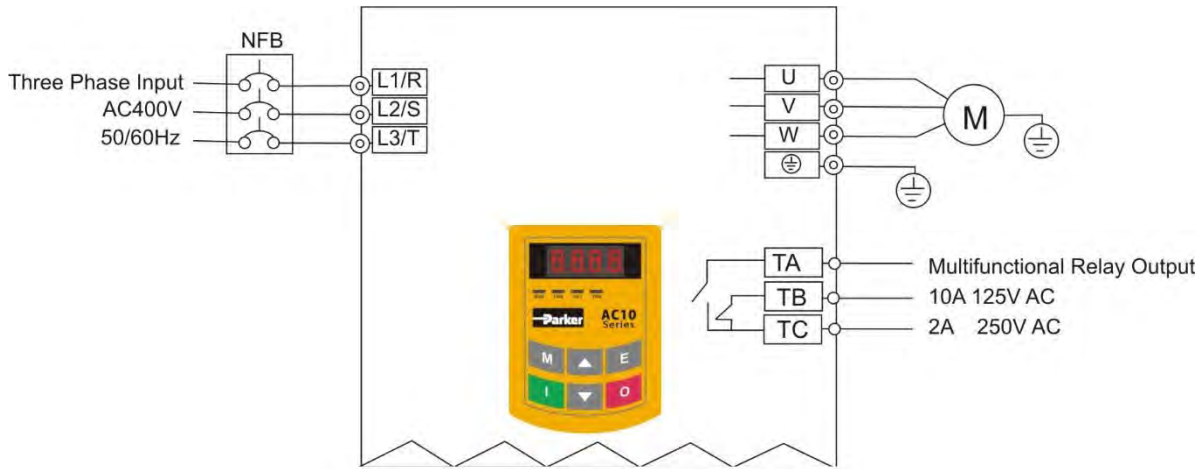 NFB
Three Phase Input
AC400V
50/60Hz
L1/R
L2/S
L3/T
U
V
W
M
TA
TB
TC
Multifunctional Relay Output
10A 125V AC
2A 250V AC
Parker
AC10
Series
M
E
I
O